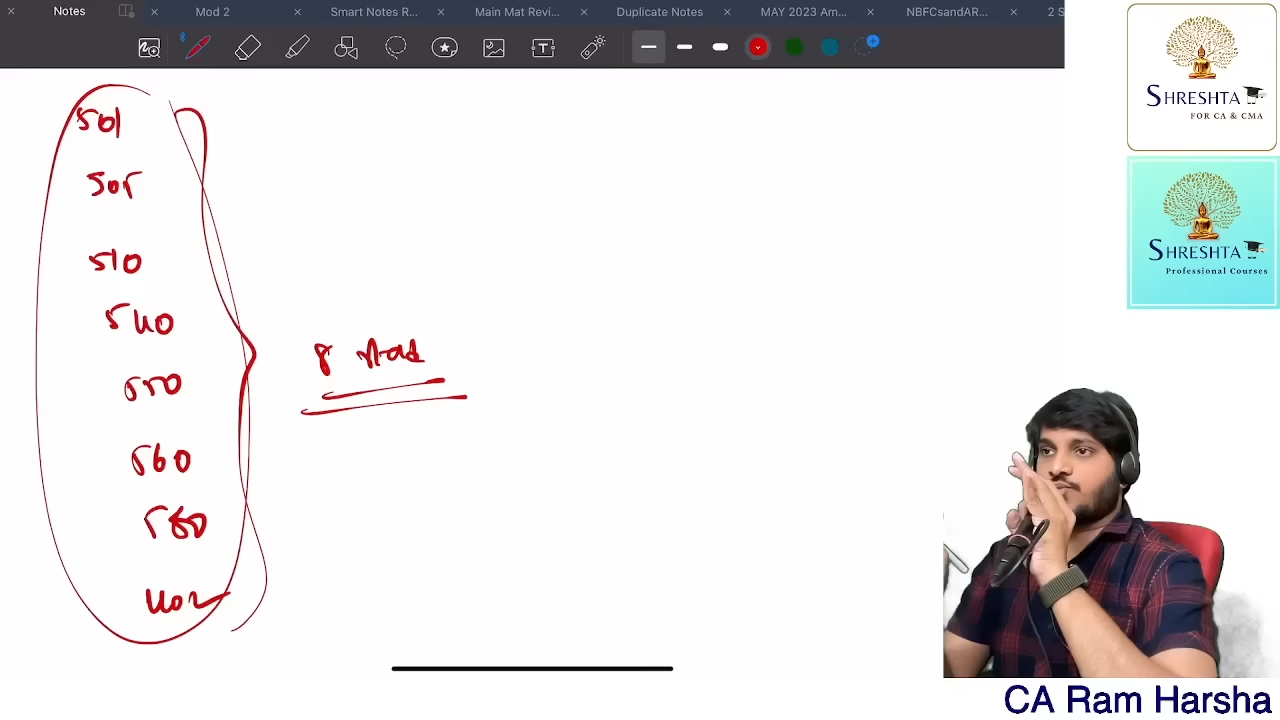 Notes
Mod 2
Smart Notes R...
Main Mat Revi...
Duplicate Notes
MAY 2023 Am...
NBFCsandAR...
2 S
501
505
510
540
550
560
580
402
8
SHRESHTA
FOR CA & CMA
SHRESHTA
Professional Courses
CA Ram Harsha